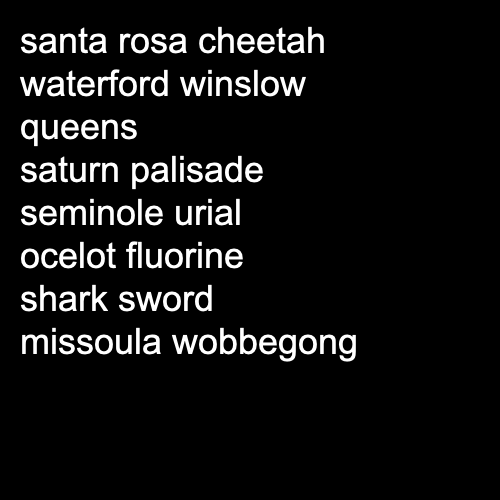 santa rosa cheetah
waterford winslow
queens
saturn palisade
seminole urial
ocelot fluorine
shark sword
missoula wobbegong